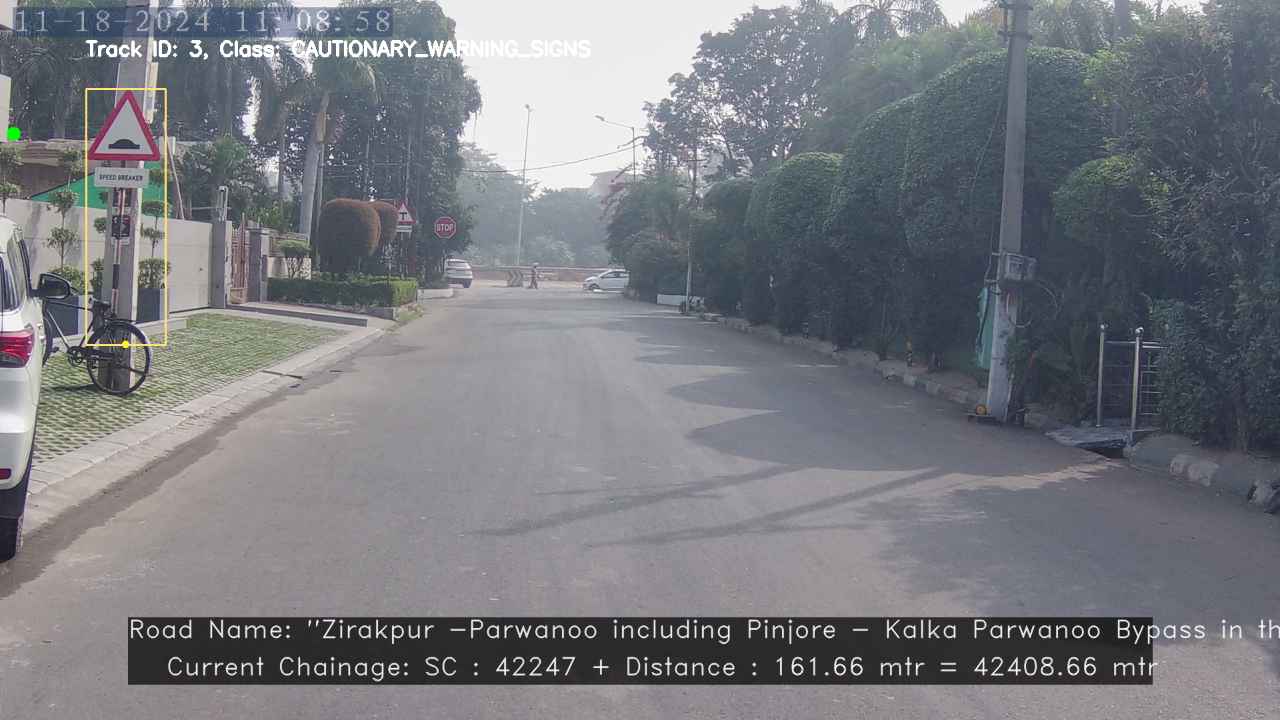 11-18-2024 11:08:58
Track ID: 3, Class: CAUTIONARY_WARNING_SIGNS
SPEED BREAKER
STOP
Road Name: "Zirakpur -Parwanoo including Pinjore - Kalka Parwanoo Bypass in th
Current Chainage: SC : 42247 + Distance : 161.66 mtr = 42408.66 mtr